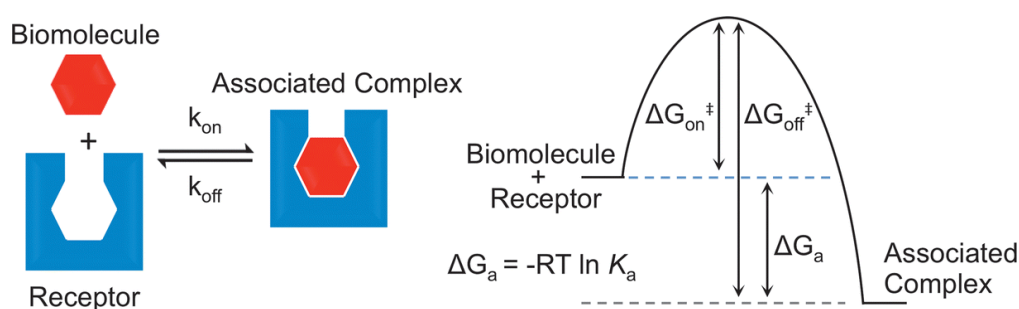 Biomolecule
+
Receptor
k_on
k_off
Associated Complex
ΔG_on‡
ΔG_off‡
Biomolecule
+
Receptor
ΔG_a
ΔG_a = -RT ln K_a
Associated
Complex